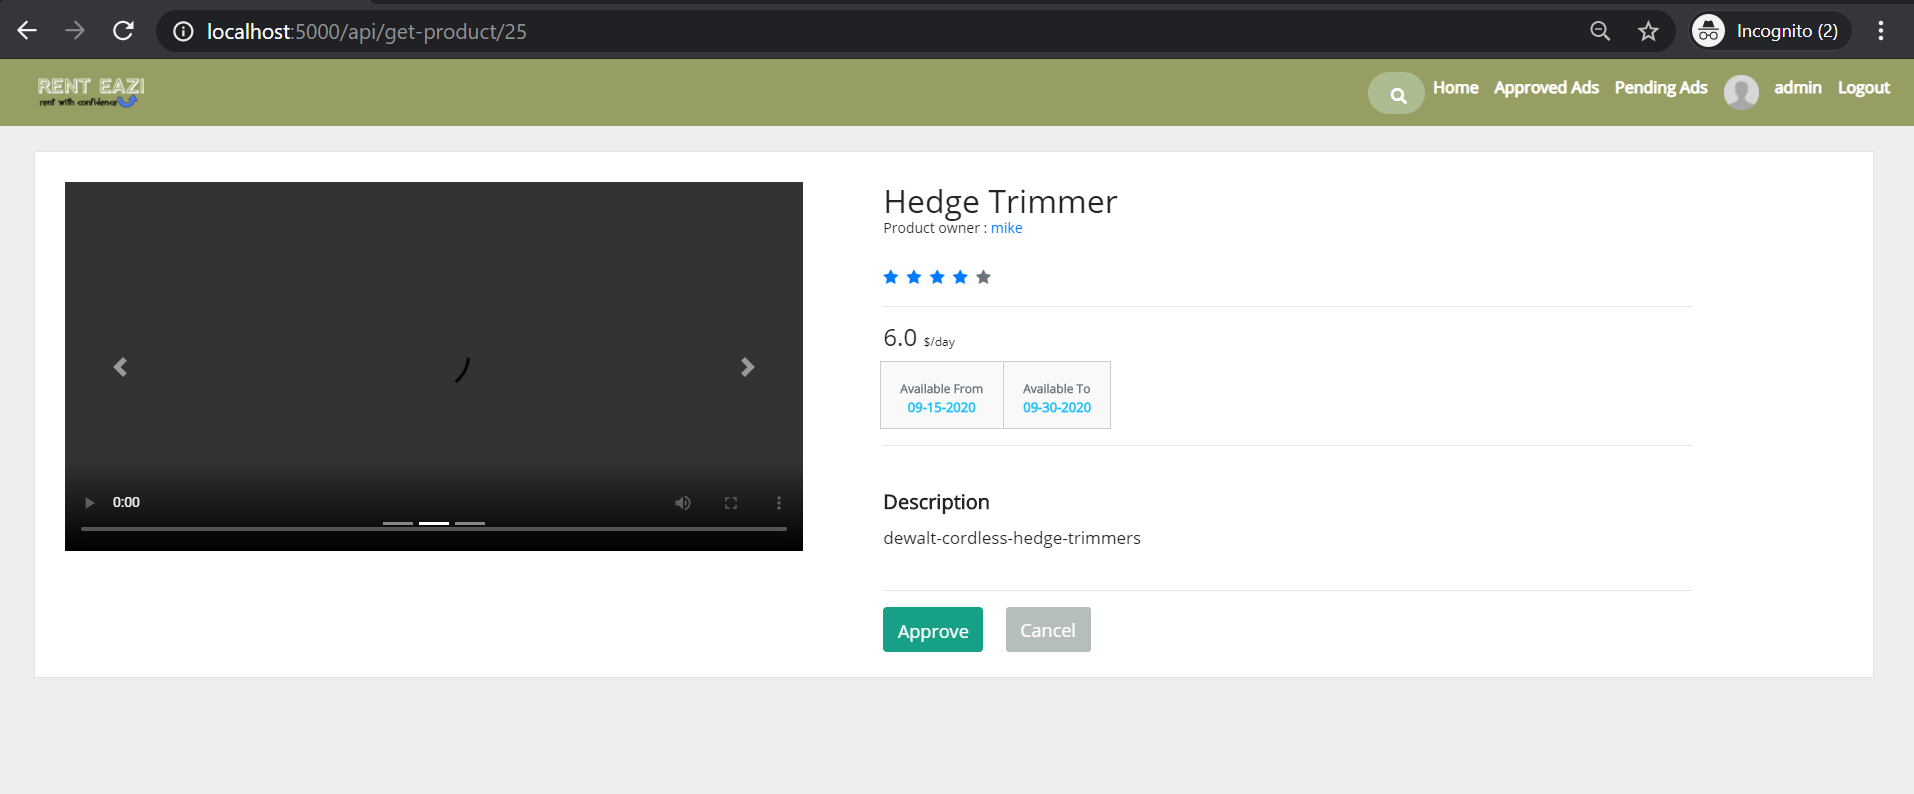 localhost:5000/api/get-product/25
Incognito (2)
RENT EAZI
rent with confidence
Home
Approved Ads
Pending Ads
admin
Logout
Hedge Trimmer
Product owner : mike
6.0 $/day
Available From
09-15-2020
Available To
09-30-2020
0:00
Description
dewalt-cordless-hedge-trimmers
Approve
Cancel